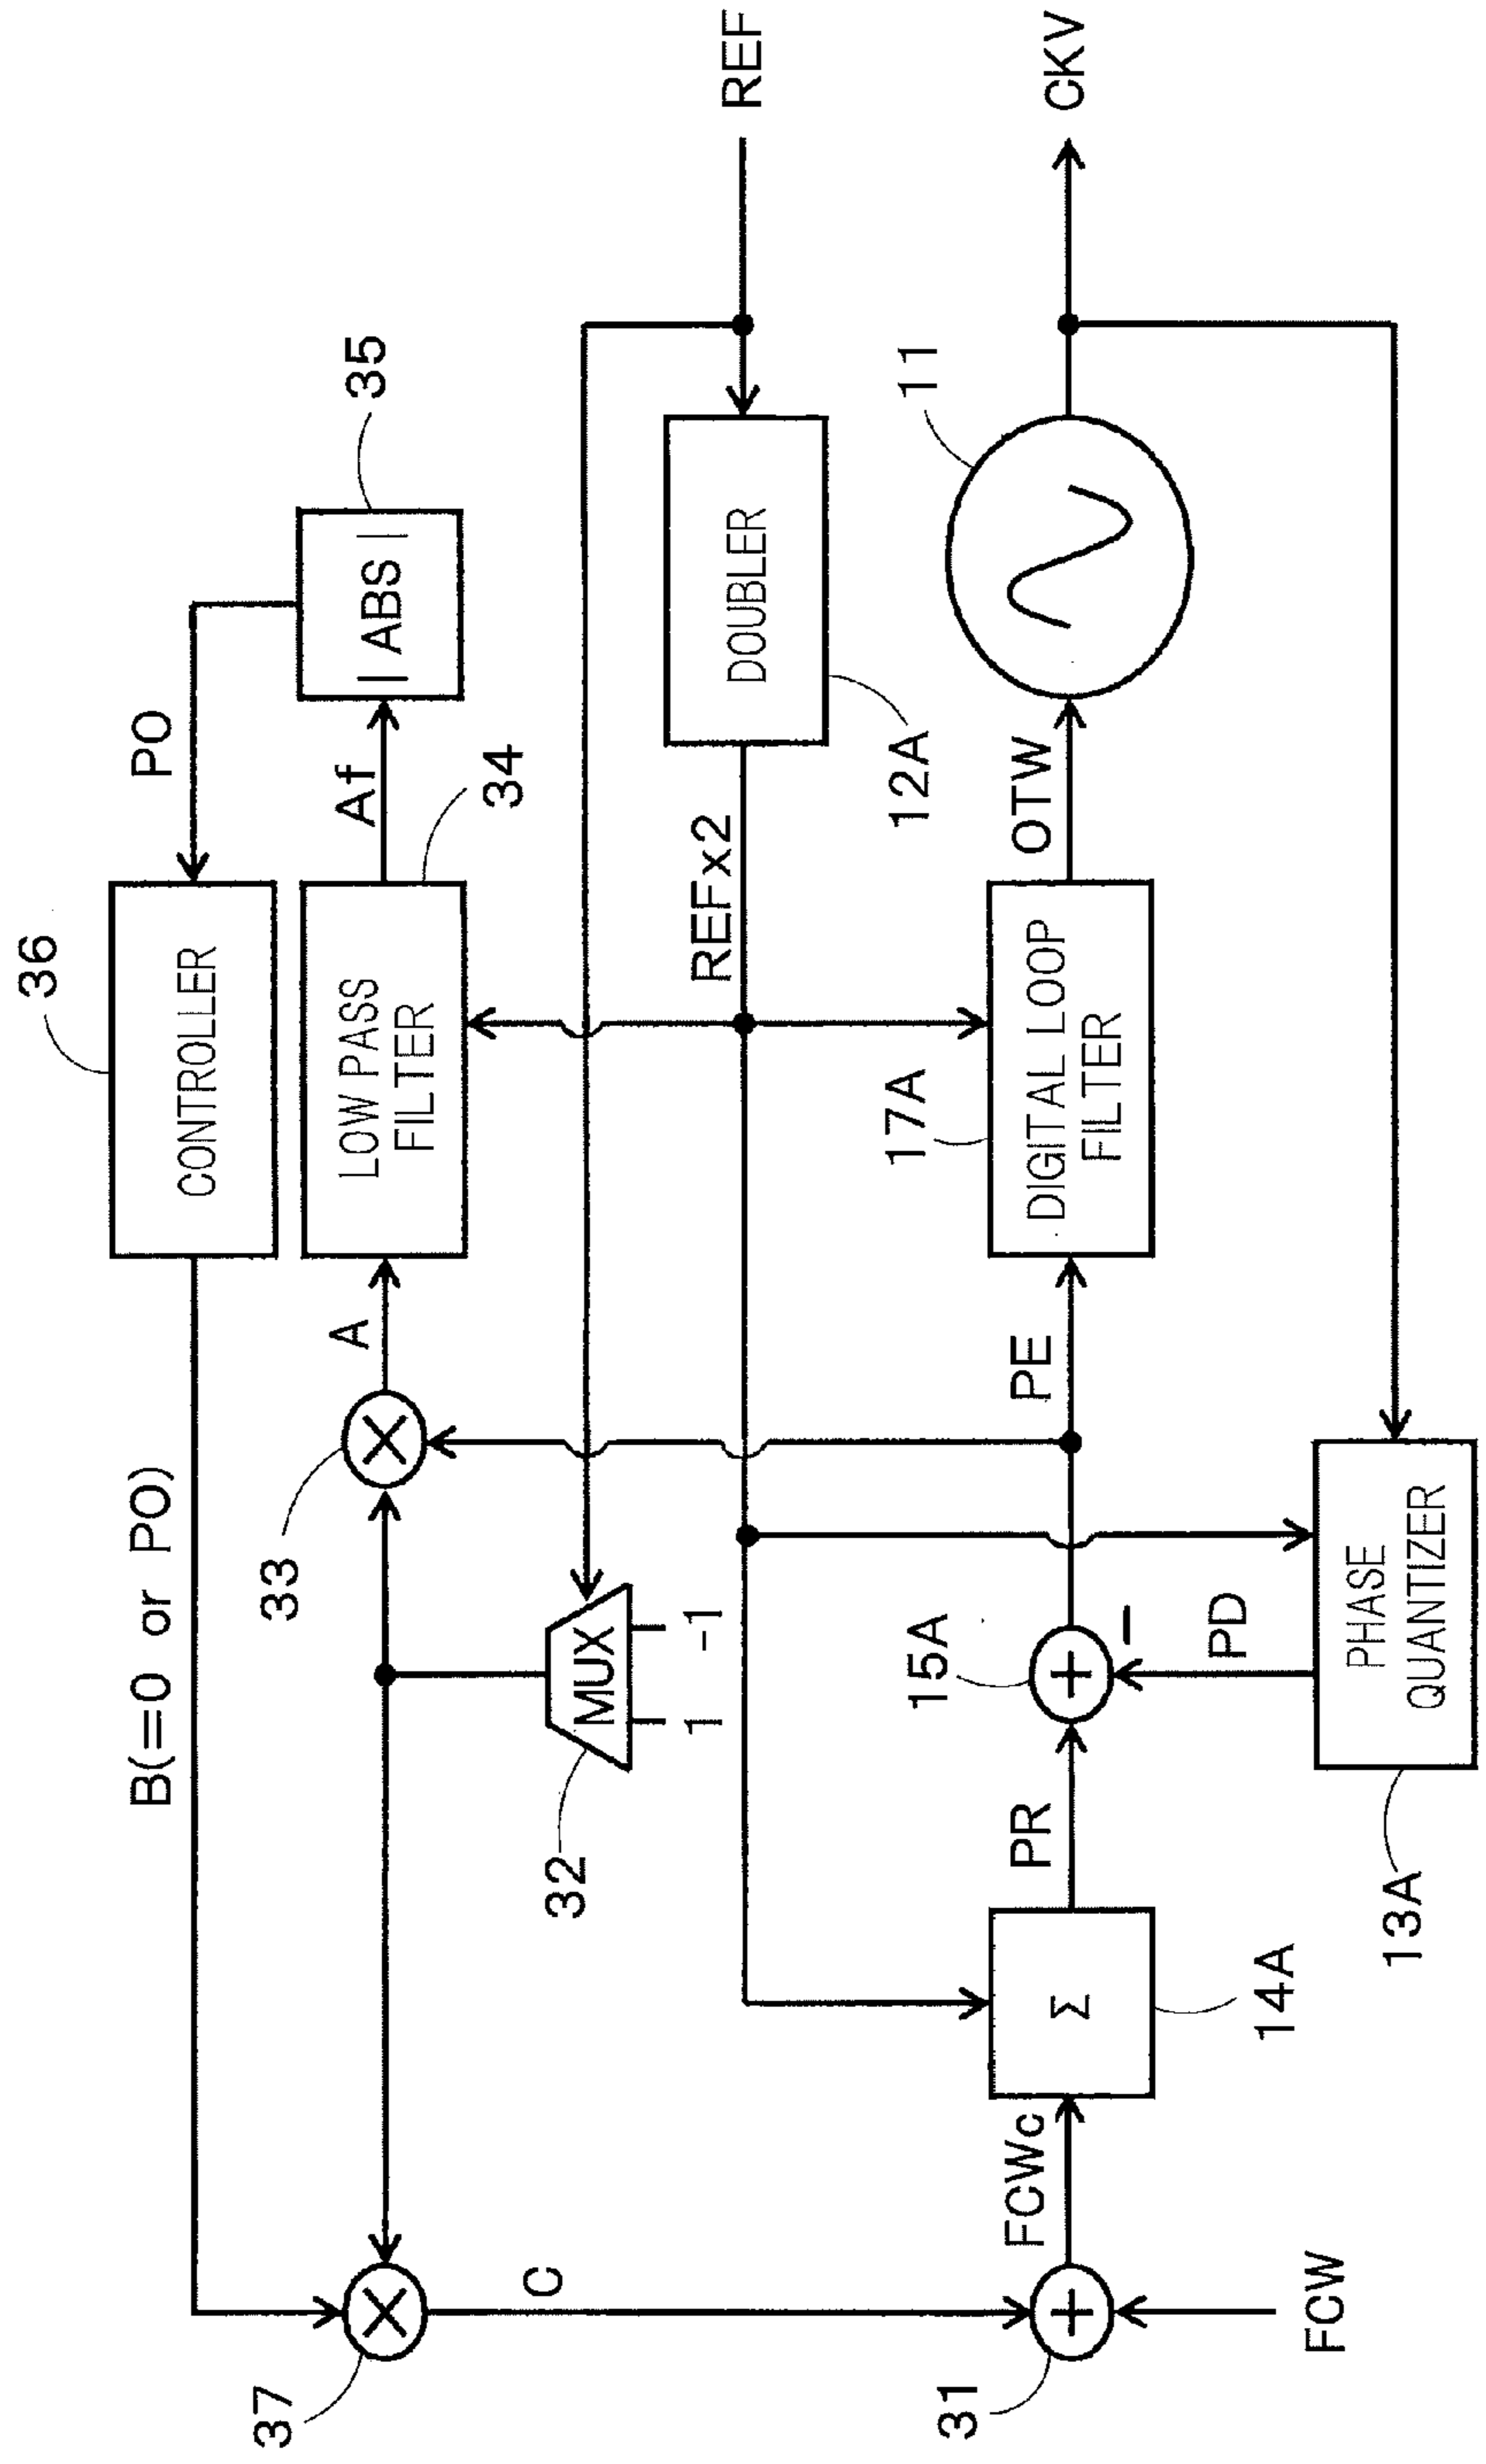 36
CONTROLLER
PO
35
| ABS |
B(=0 or PO)
33
A
LOW PASS
FILTER
Af
34
37
C
32
MUX
1
-1
REFx2
DOUBLER
12A
REF
31
FCW
FCWc
Σ
14A
PR
15A
+
−
PD
PE
17A
DIGITAL LOOP
FILTER
OTW
11
CKV
PHASE
QUANTIZER
13A